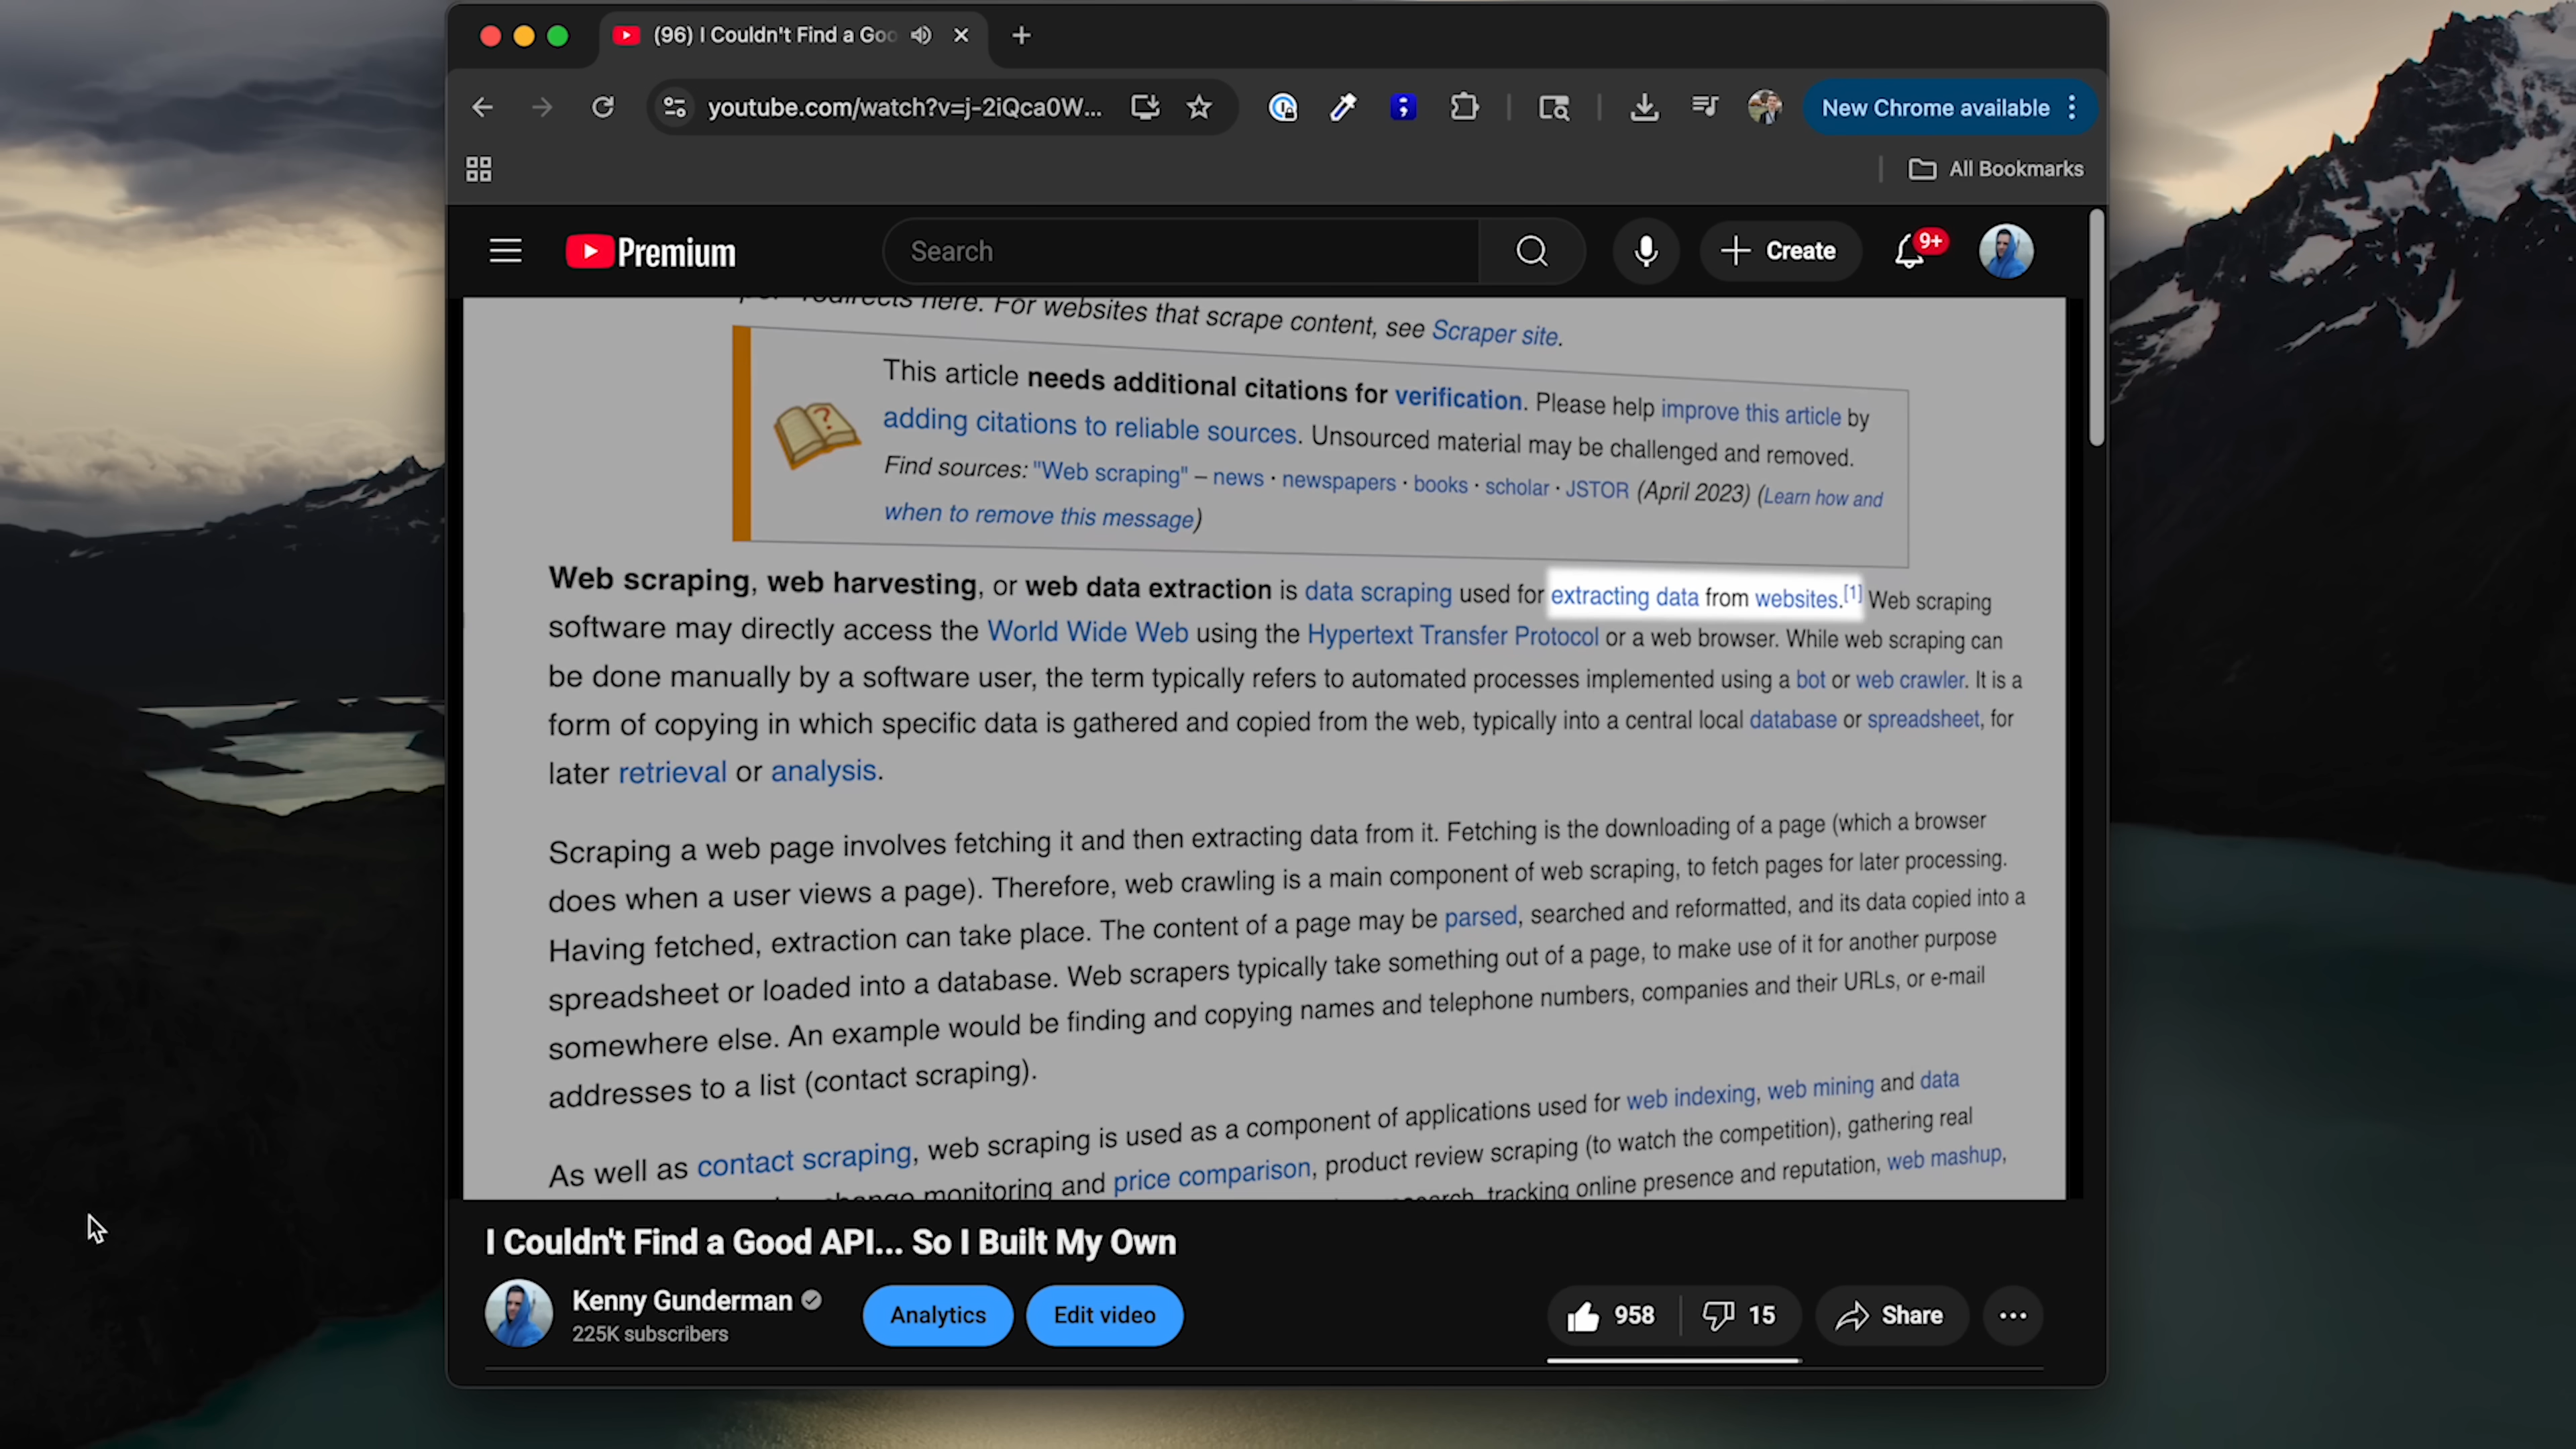 (96) I Couldn't Find a Goo
youtube.com/watch?v=j-2iQca0W...
New Chrome available
All Bookmarks
Premium
Search
Create
9+
redirects here. For websites that scrape content, see Scraper site.
This article needs additional citations for verification. Please help improve this article by
adding citations to reliable sources. Unsourced material may be challenged and removed.
Find sources: "Web scraping" – news · newspapers · books · scholar · JSTOR (April 2023) (Learn how and
when to remove this message)
Web scraping, web harvesting, or web data extraction is data scraping used for extracting data from websites.[1] Web scraping
software may directly access the World Wide Web using the Hypertext Transfer Protocol or a web browser. While web scraping can
be done manually by a software user, the term typically refers to automated processes implemented using a bot or web crawler. It is a
form of copying in which specific data is gathered and copied from the web, typically into a central local database or spreadsheet, for
later retrieval or analysis.
Scraping a web page involves fetching it and then extracting data from it. Fetching is the downloading of a page (which a browser
does when a user views a page). Therefore, web crawling is a main component of web scraping, to fetch pages for later processing.
Having fetched, extraction can take place. The content of a page may be parsed, searched and reformatted, and its data copied into a
spreadsheet or loaded into a database. Web scrapers typically take something out of a page, to make use of it for another purpose
somewhere else. An example would be finding and copying names and telephone numbers, companies and their URLs, or e-mail
addresses to a list (contact scraping).
As well as contact scraping, web scraping is used as a component of applications used for web indexing, web mining and data
monitoring and price comparison, product review scraping (to watch the competition), gathering real
tracking online presence and reputation, web mashup,
I Couldn't Find a Good API... So I Built My Own
Kenny Gunderman
225K subscribers
Analytics
Edit video
958
15
Share